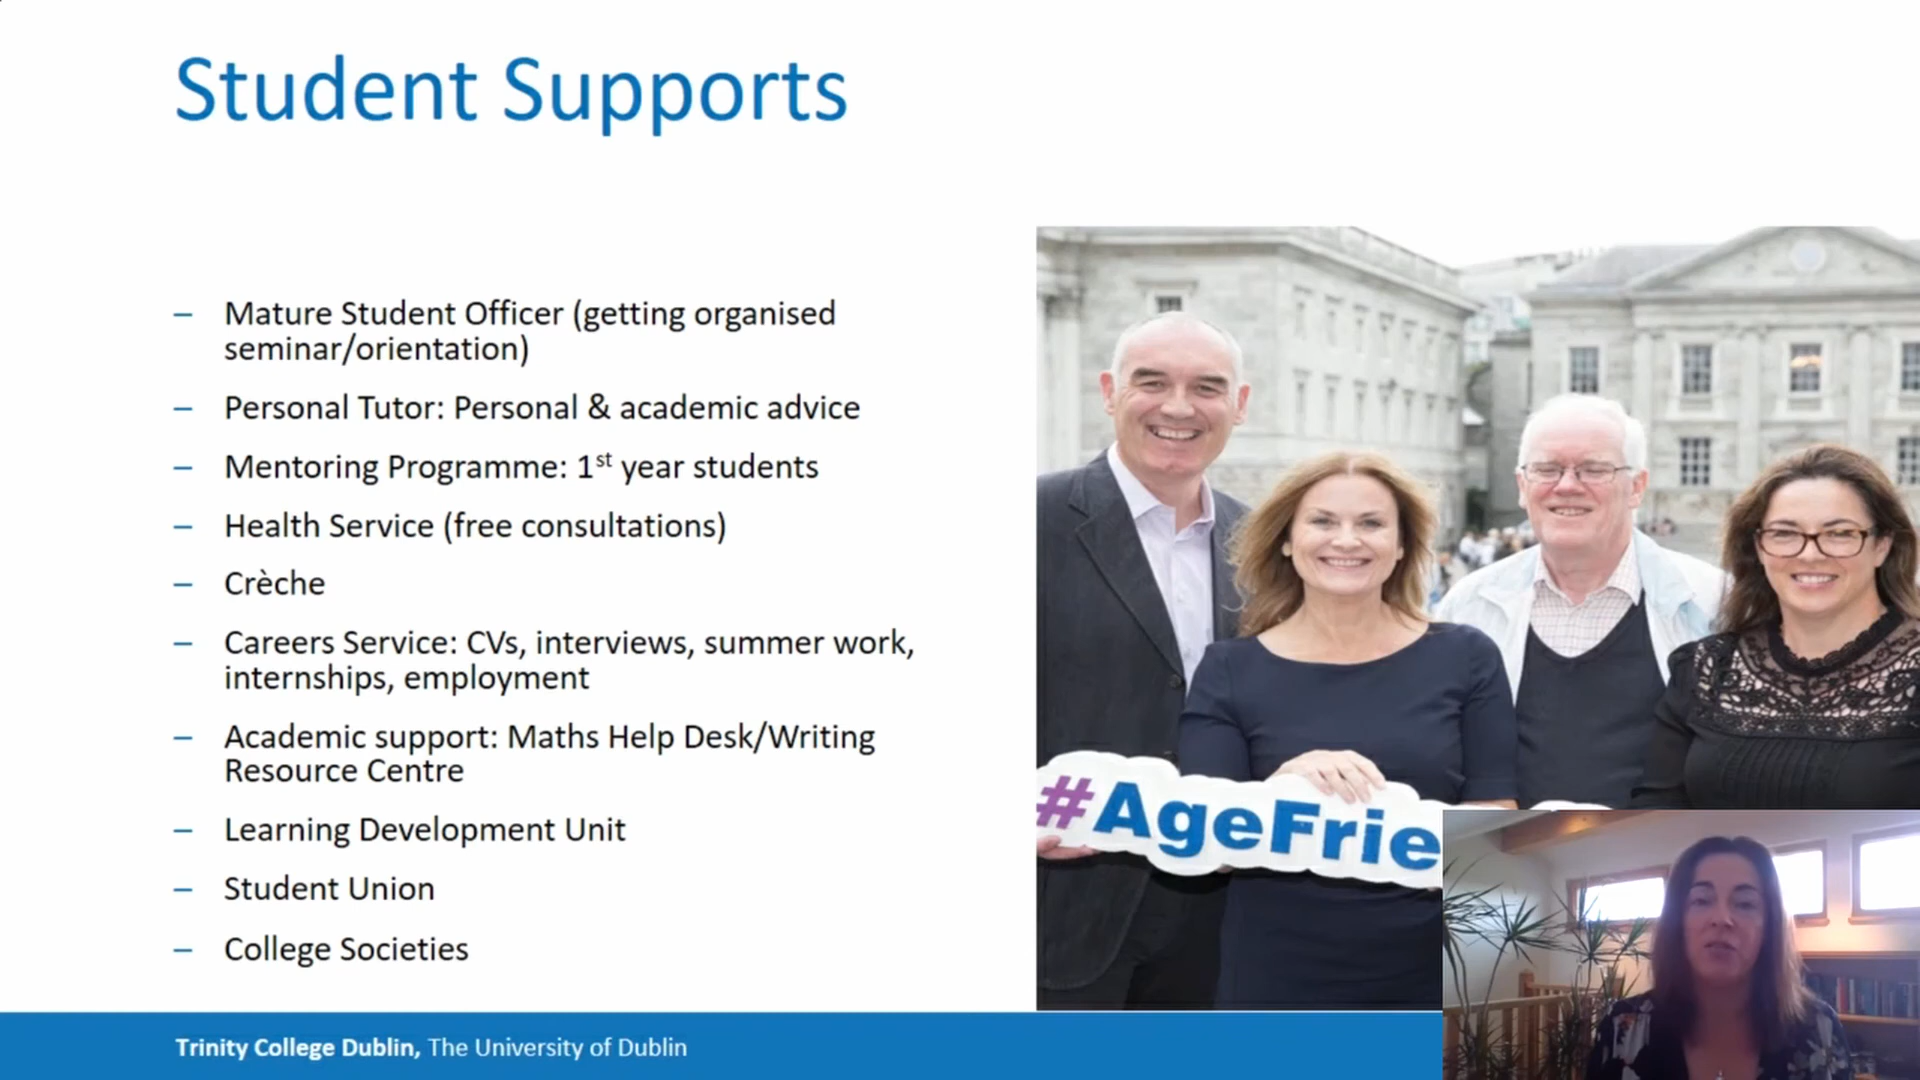 Student Supports
– Mature Student Officer (getting organised
seminar/orientation)
– Personal Tutor: Personal & academic advice
– Mentoring Programme: 1st year students
– Health Service (free consultations)
– Crèche
– Careers Service: CVs, interviews, summer work,
internships, employment
– Academic support: Maths Help Desk/Writing
Resource Centre
– Learning Development Unit
– Student Union
– College Societies
#AgeFrie
Trinity College Dublin, The University of Dublin